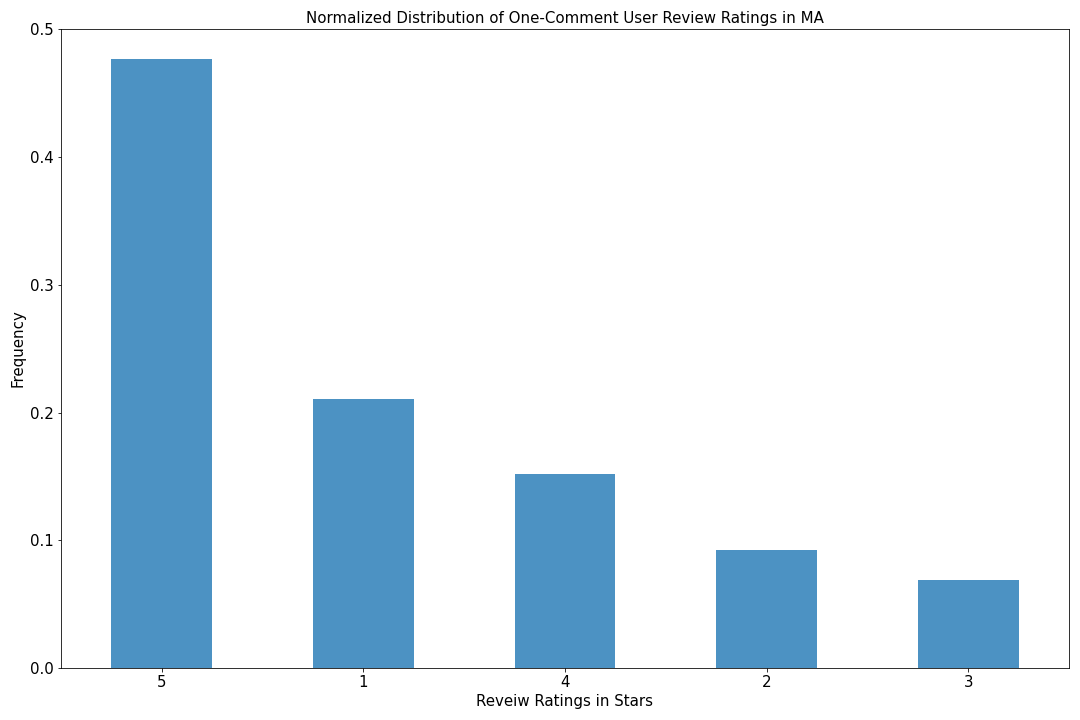 Normalized Distribution of One-Comment User Review Ratings in MA
0.5
0.4
0.3
0.2
0.1
0.0
Frequency
5 1 4 2 3
Reveiw Ratings in Stars